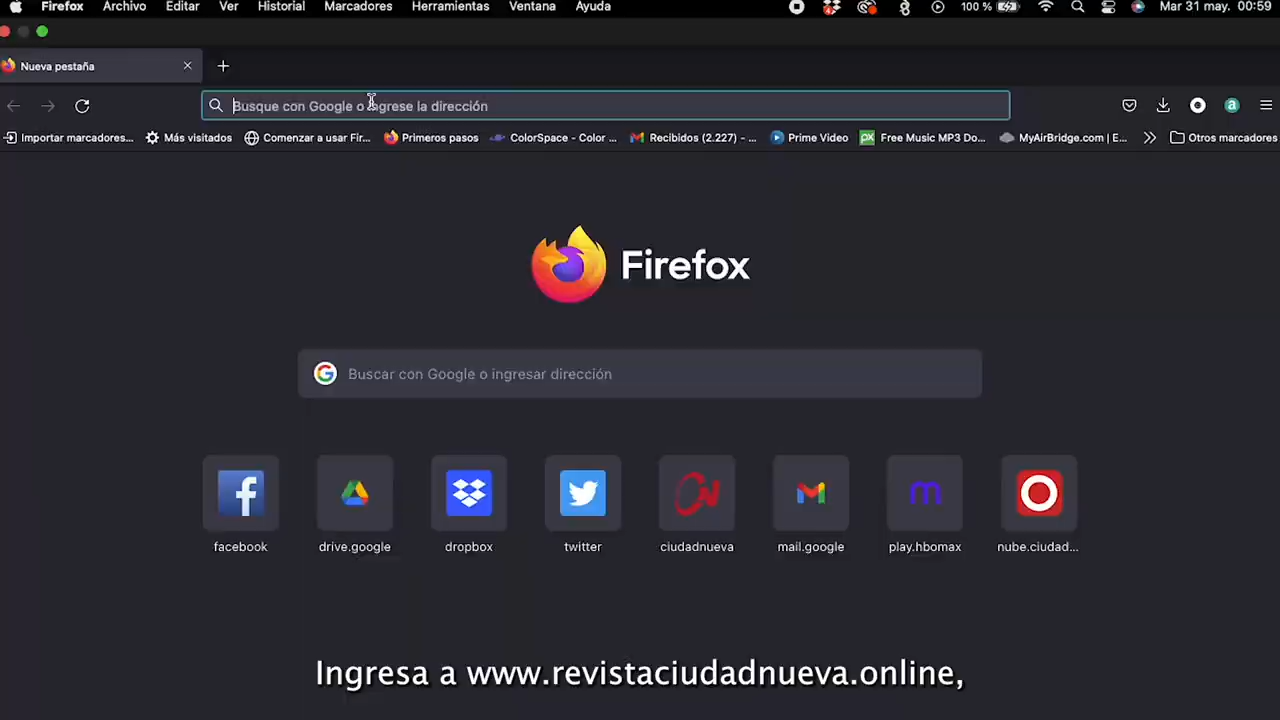 Firefox Archivo Editar Ver Historial Marcadores Herramientas Ventana Ayuda 100 % Mar 31 may. 00:59
Nueva pestaña
Busque con Google o ingrese la dirección
Importar marcadores... Más visitados Comenzar a usar Fir... Primeros pasos ColorSpace - Color ... Recibidos (2.227) - ... Prime Video Free Music MP3 Do... MyAirBridge.com | E... Otros marcadores
Firefox
Buscar con Google o ingresar dirección
facebook drive.google dropbox twitter ciudadnueva mail.google play.hbomax nube.ciudad...
Ingresa a www.revistaciudadnueva.online,